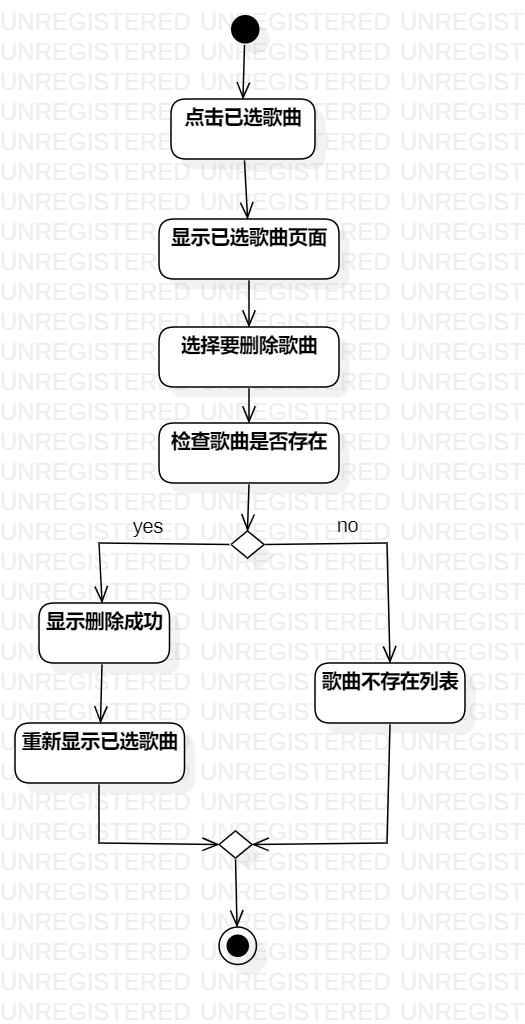 点击已选歌曲
显示已选歌曲页面
选择要删除歌曲
检查歌曲是否存在
yes
no
显示删除成功
歌曲不存在列表
重新显示已选歌曲
UNREGISTERED